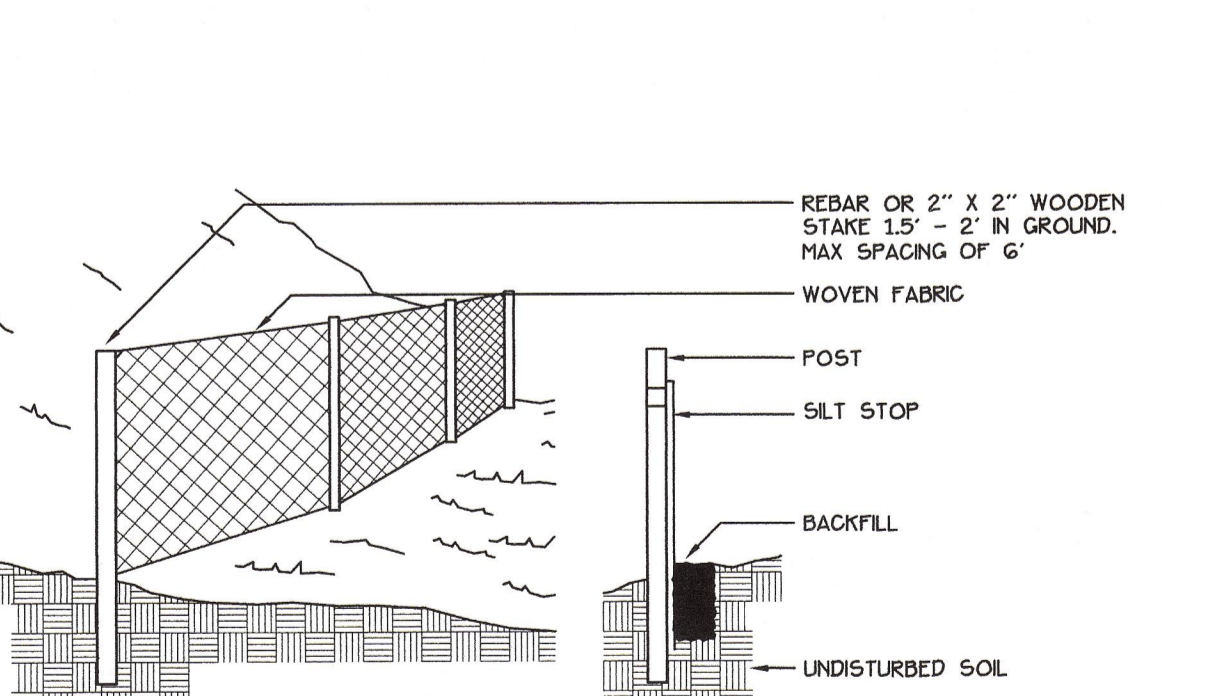 REBAR OR 2" X 2" WOODEN
STAKE 1.5' - 2' IN GROUND.
MAX SPACING OF 6'
WOVEN FABRIC
POST
SILT STOP
BACKFILL
UNDISTURBED SOIL